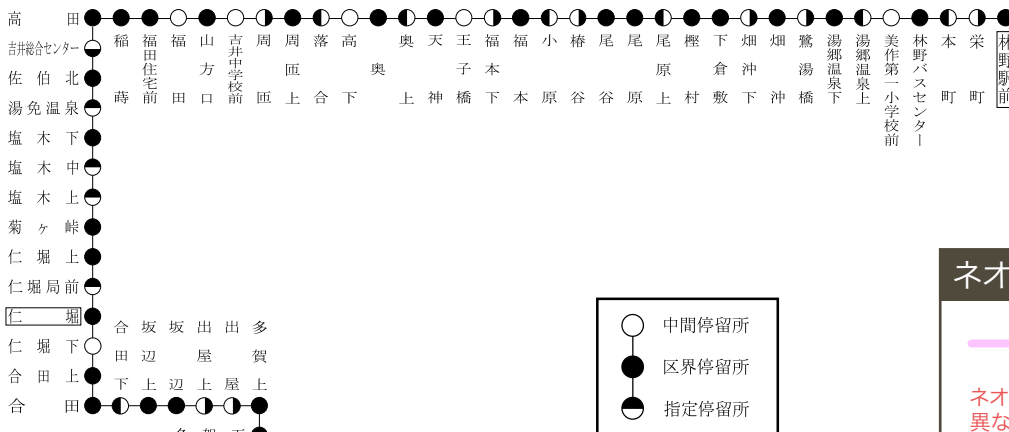 高田
吉井総合センター
佐伯北
湯免温泉
塩木下
塩木中
塩木上
菊ヶ峠
仁堀上
仁堀局前
仁堀
仁堀下
合田上
合田
稲蒔
福田住宅前
福田
山方口
吉井中学校前
周匝
周匝上
落合
高下
奥
奥上
天神
王子橋
福本下
福本
小原
椿谷
尾谷
尾原
尾原上
樫村
下倉敷
畑沖下
畑沖
鷺湯橋
湯郷温泉下
湯郷温泉上
美作第一小学校前
林野バスセンター
本町
栄町
林野駅前
合田下
坂辺上
坂辺
出屋上
出屋
多賀上
中間停留所
区界停留所
指定停留所
ネオ
ネオ
異な